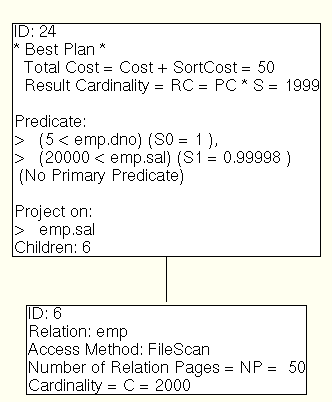 ID: 24
* Best Plan *
Total Cost = Cost + SortCost = 50
Result Cardinality = RC = PC * S = 1999
Predicate:
> (5 < emp.dno) (S0 = 1 ),
> (20000 < emp.sal) (S1 = 0.99998 )
(No Primary Predicate)
Project on:
> emp.sal
Children: 6
ID: 6
Relation: emp
Access Method: FileScan
Number of Relation Pages = NP = 50
Cardinality = C = 2000